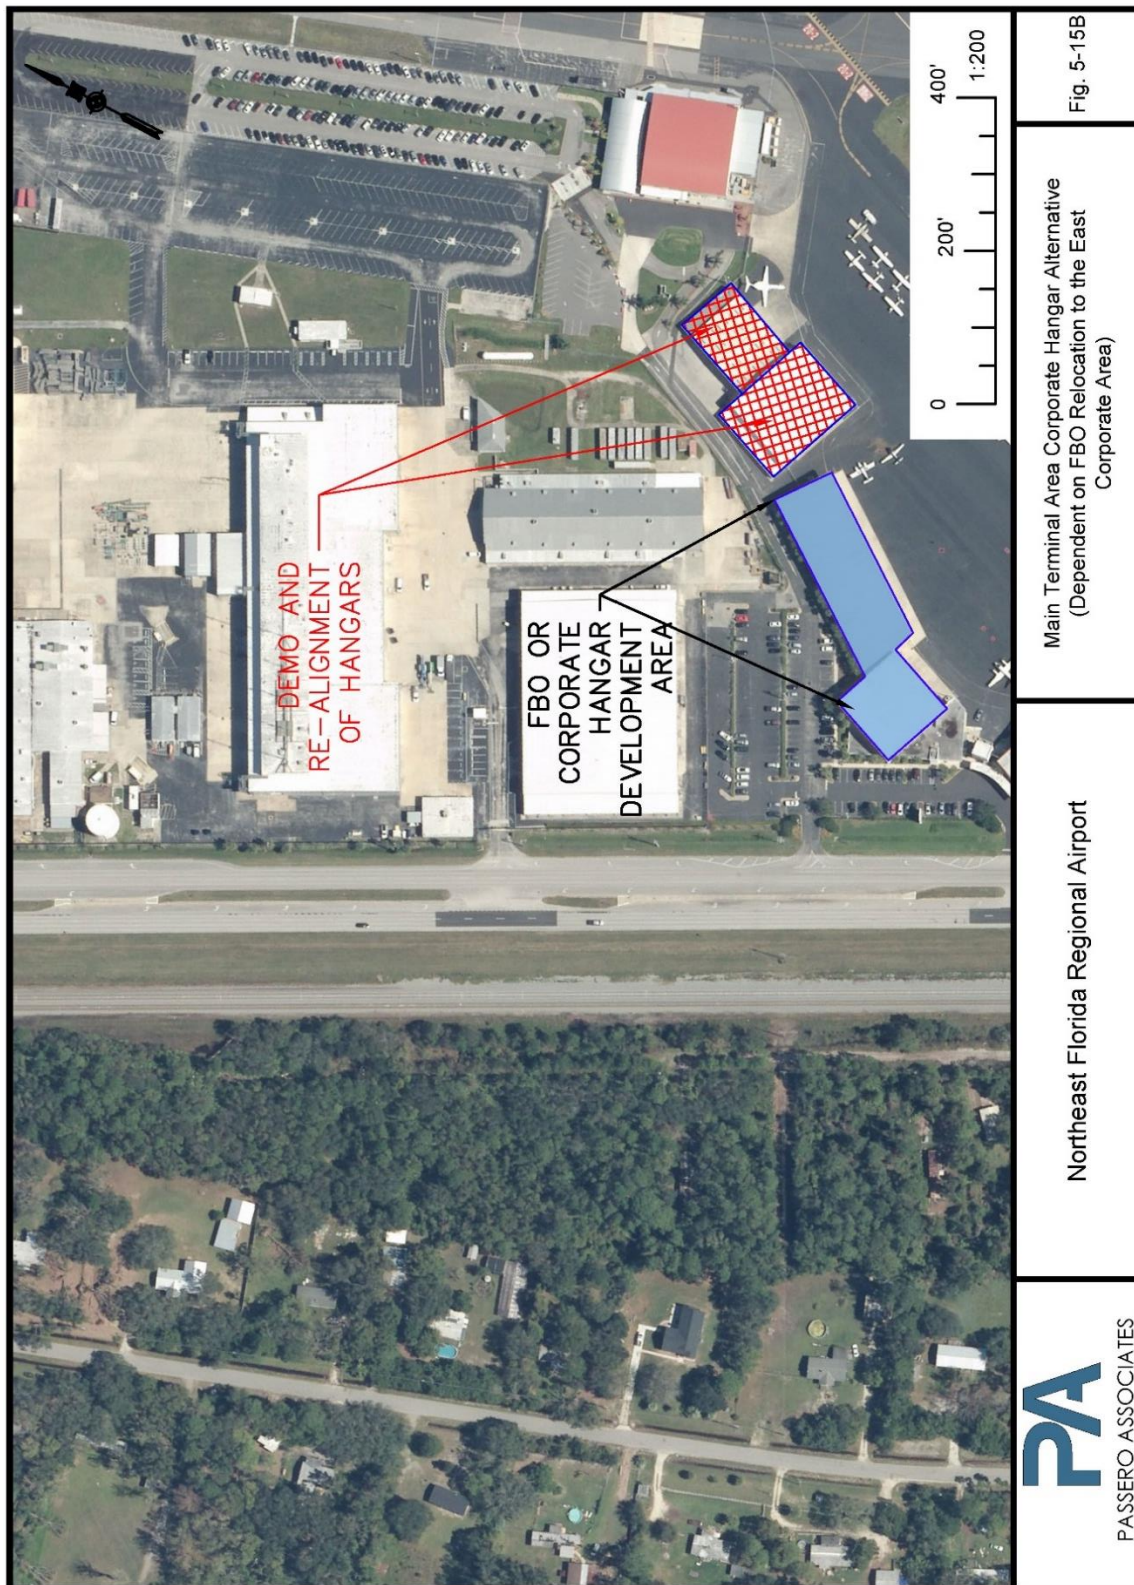 DEMO AND
RE-ALIGNMENT
OF HANGARS
FBO OR
CORPORATE
HANGAR
DEVELOPMENT
AREA
0
200'
400'
1:200
PA
PASSERO ASSOCIATES
Northeast Florida Regional Airport
Main Terminal Area Corporate Hangar Alternative
(Dependent on FBO Relocation to the East
Corporate Area)
Fig. 5-15B